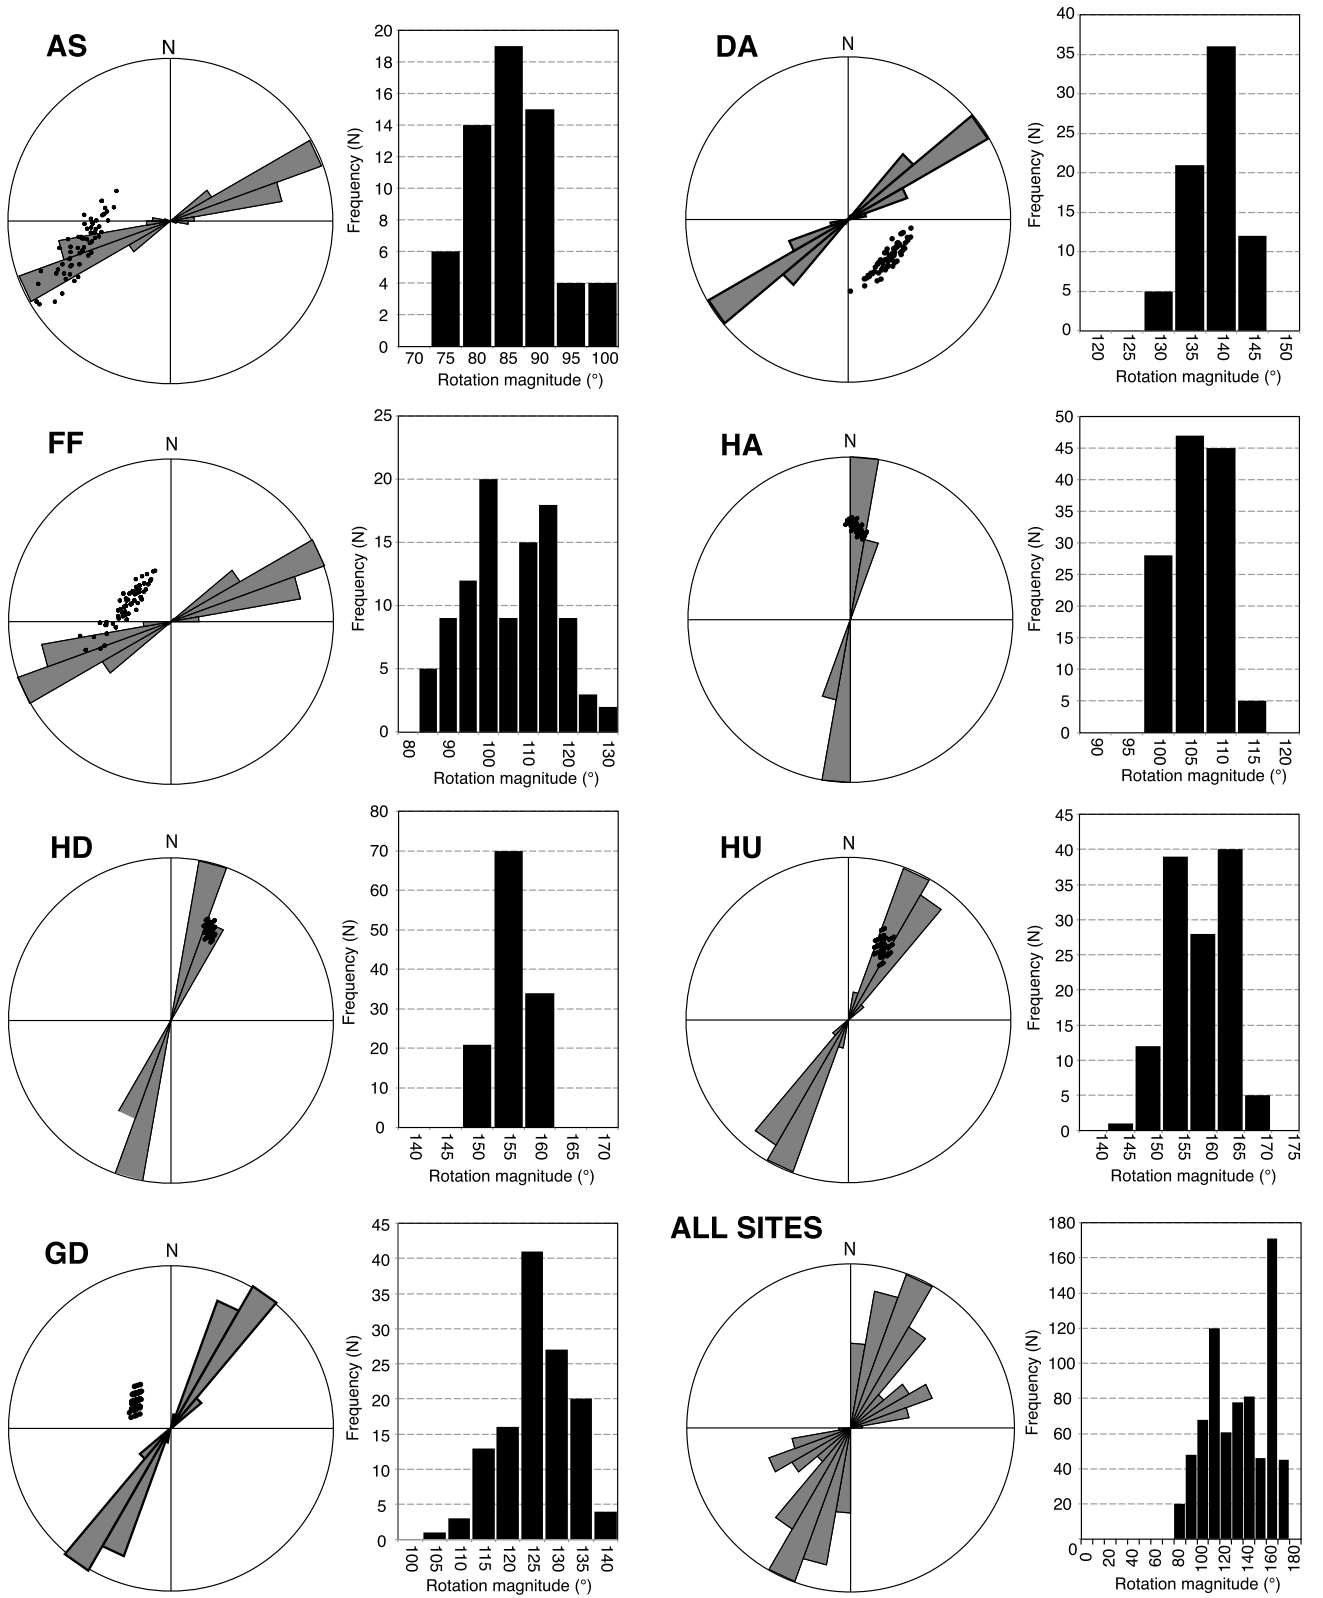 AS
N
Frequency (N)
20
18
16
14
12
10
8
6
4
2
0
70 75 80 85 90 95 100
Rotation magnitude (°)
DA
N
Frequency (N)
40
35
30
25
20
15
10
5
0
120 125 130 135 140 145 150
Rotation magnitude (°)
FF
N
Frequency (N)
25
20
15
10
5
0
80 90 100 110 120 130
Rotation magnitude (°)
HA
N
Frequency (N)
50
45
40
35
30
25
20
15
10
5
0
90 95 100 105 110 115 120
Rotation magnitude (°)
HD
N
Frequency (N)
80
70
60
50
40
30
20
10
0
140 145 150 155 160 165 170
Rotation magnitude (°)
HU
N
Frequency (N)
45
40
35
30
25
20
15
10
5
0
140 145 150 155 160 165 170 175
Rotation magnitude (°)
GD
N
Frequency (N)
45
40
35
30
25
20
15
10
5
0
100 105 110 115 120 125 130 135 140
Rotation magnitude (°)
ALL SITES
N
Frequency (N)
180
160
140
120
100
80
60
40
20
0
0 20 40 60 80 100 120 140 160 180
Rotation magnitude (°)